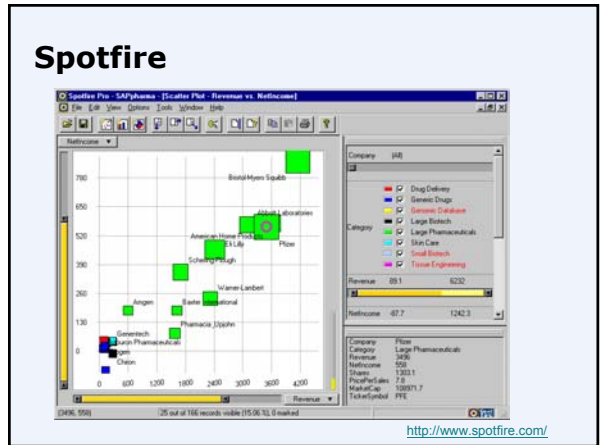 Spotfire
Spotfire Pro - SAPpharma - [Scatter Plot - Revenue vs. NetIncome]
File Edit View Options Tools Window Help
NetIncome
780
650
520
390
260
130
0
Bristol-Myers Squibb
Abbott Laboratories
American Home Products
Eli Lilly
Pfizer
Schering-Plough
Warner-Lambert
Amgen
Baxter International
Pharmacia_Upjohn
Genentech
Pharmaceuticals
Chiron
0 600 1200 1800 2400 3000 3600 4200
Revenue
Company (All)
Category
Drug Delivery
Generic Drugs
Genomic Database
Large Biotech
Large Pharmaceuticals
Skin Care
Small Biotech
Tissue Engineering
Revenue 89.1 6232
NetIncome -87.7 1242.3
Company Pfizer
Category Large Pharmaceuticals
Revenue 3496
NetIncome 558
Shares 1303.1
PricePerSales 7.8
MarketCap 108971.7
TickerSymbol PFE
(3496, 558) 25 out of 166 records visible (15.06 %), 0 marked
http://www.spotfire.com/